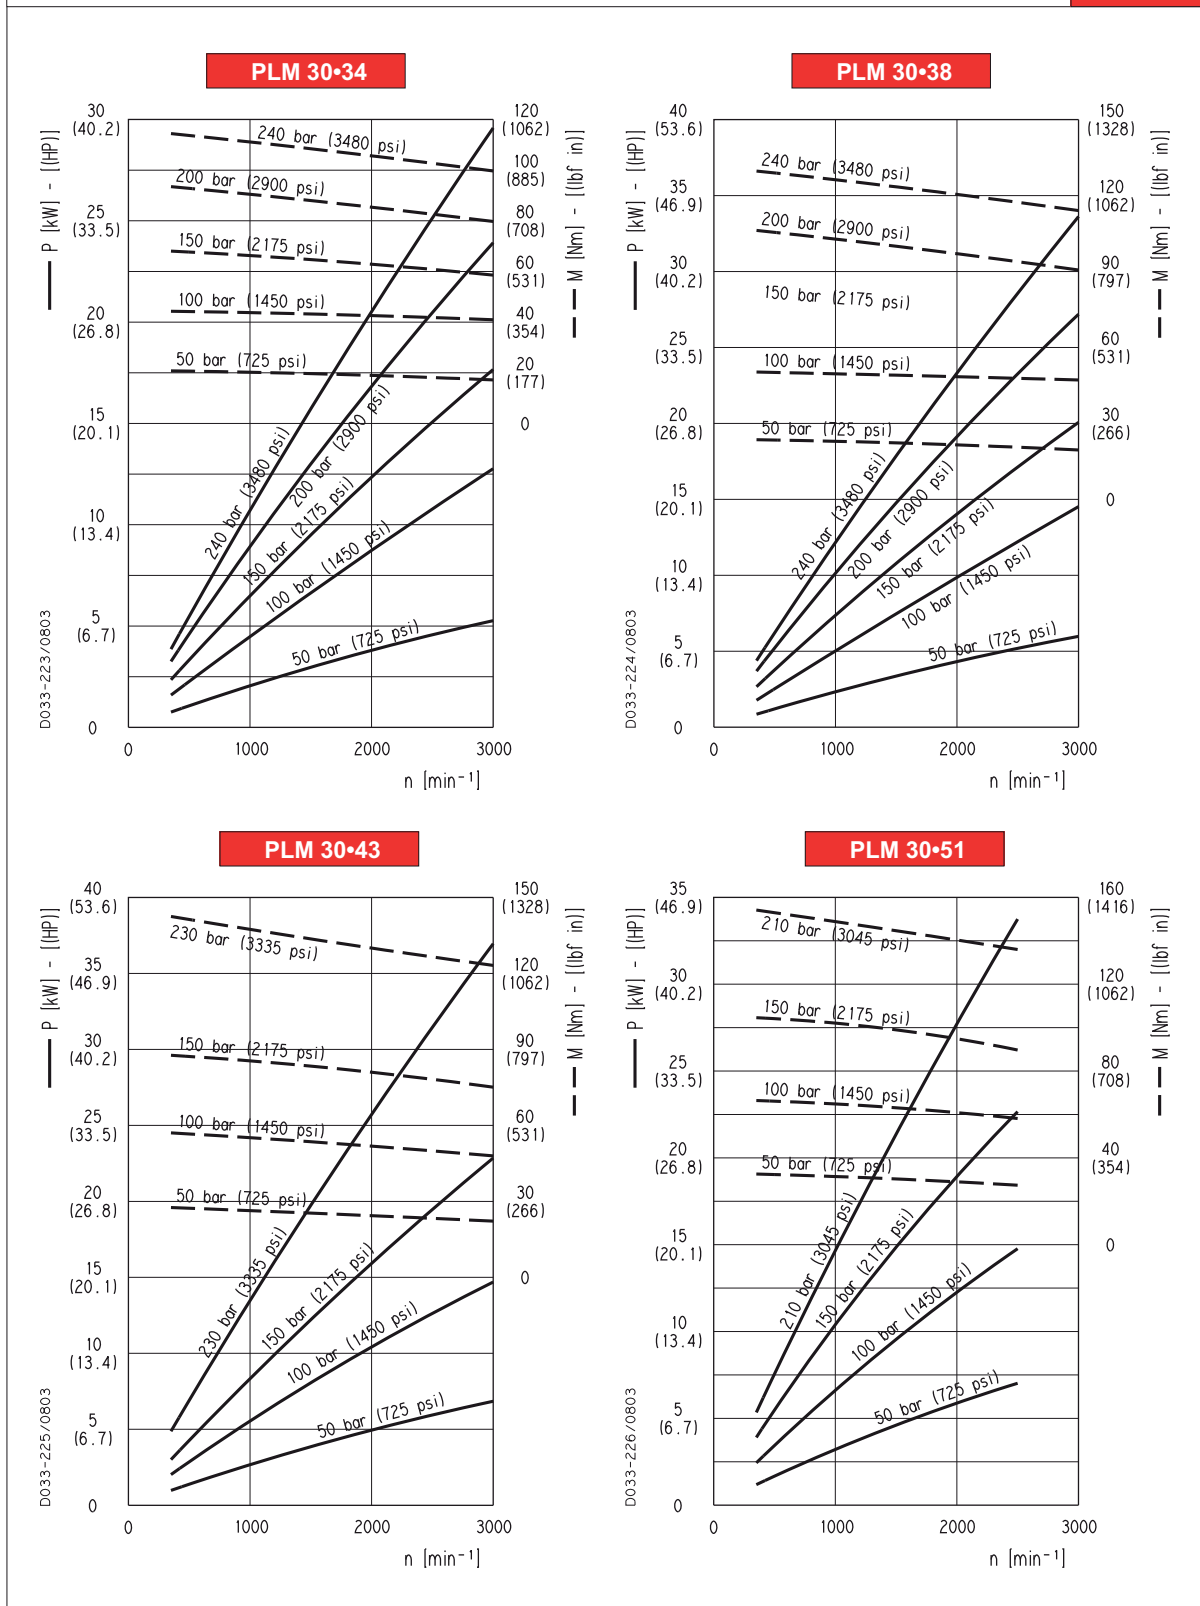 PLM 30•34
P [kW] - [(HP)]
30
(40.2)
25
(33.5)
20
(26.8)
15
(20.1)
10
(13.4)
5
(6.7)
0
240 bar (3480 psi)
200 bar (2900 psi)
150 bar (2175 psi)
100 bar (1450 psi)
50 bar (725 psi)
240 bar (3480 psi)
200 bar (2900 psi)
150 bar (2175 psi)
100 bar (1450 psi)
50 bar (725 psi)
120
(1062)
100
(885)
80
(708)
60
(531)
40
(354)
20
(177)
0
M [Nm] - [(lbf in)]
D033-223/0803
0 1000 2000 3000
n [min⁻¹]
PLM 30•38
P [kW] - [(HP)]
40
(53.6)
35
(46.9)
30
(40.2)
25
(33.5)
20
(26.8)
15
(20.1)
10
(13.4)
5
(6.7)
0
240 bar (3480 psi)
200 bar (2900 psi)
150 bar (2175 psi)
100 bar (1450 psi)
50 bar (725 psi)
240 bar (3480 psi)
200 bar (2900 psi)
150 bar (2175 psi)
100 bar (1450 psi)
50 bar (725 psi)
150
(1328)
120
(1062)
90
(797)
60
(531)
30
(266)
0
M [Nm] - [(lbf in)]
D033-224/0803
0 1000 2000 3000
n [min⁻¹]
PLM 30•43
P [kW] - [(HP)]
40
(53.6)
35
(46.9)
30
(40.2)
25
(33.5)
20
(26.8)
15
(20.1)
10
(13.4)
5
(6.7)
0
230 bar (3335 psi)
150 bar (2175 psi)
100 bar (1450 psi)
50 bar (725 psi)
230 bar (3335 psi)
150 bar (2175 psi)
100 bar (1450 psi)
50 bar (725 psi)
150
(1328)
120
(1062)
90
(797)
60
(531)
30
(266)
0
M [Nm] - [(lbf in)]
D033-225/0803
0 1000 2000 3000
n [min⁻¹]
PLM 30•51
P [kW] - [(HP)]
35
(46.9)
30
(40.2)
25
(33.5)
20
(26.8)
15
(20.1)
10
(13.4)
5
(6.7)
0
210 bar (3045 psi)
150 bar (2175 psi)
100 bar (1450 psi)
50 bar (725 psi)
210 bar (3045 psi)
150 bar (2175 psi)
100 bar (1450 psi)
50 bar (725 psi)
160
(1416)
120
(1062)
80
(708)
40
(354)
0
M [Nm] - [(lbf in)]
D033-226/0803
0 1000 2000 3000
n [min⁻¹]